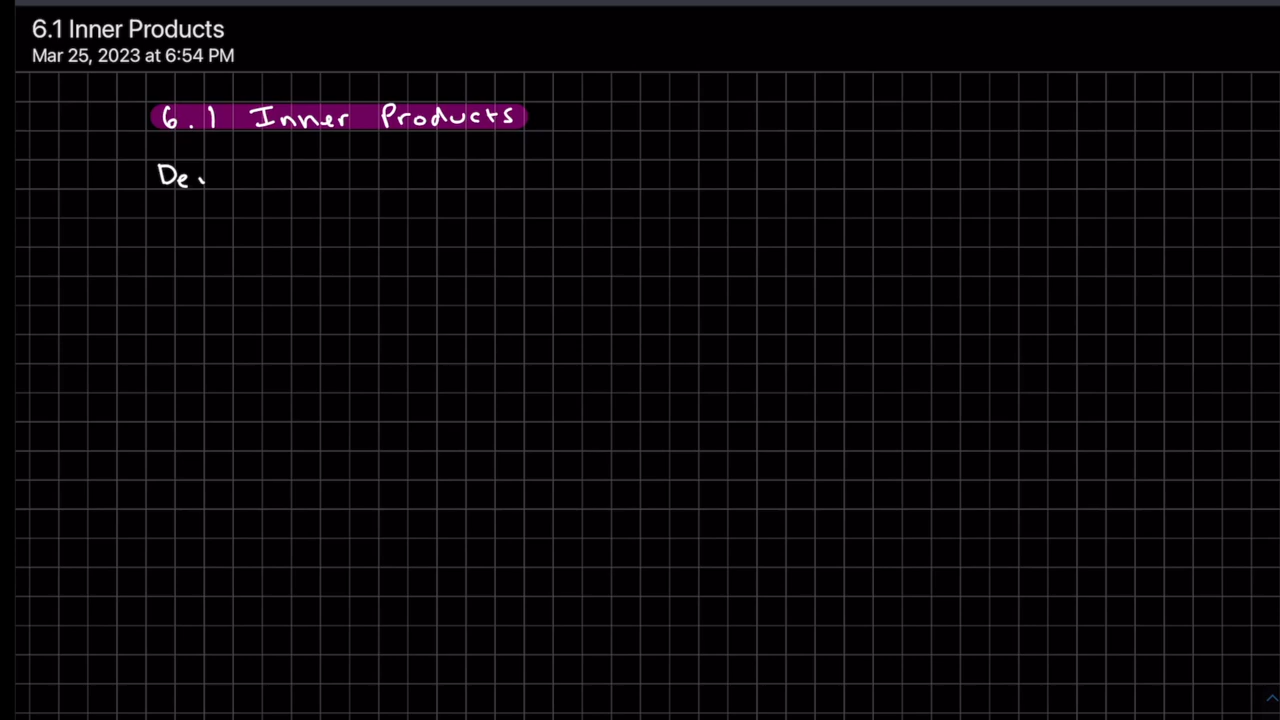 6.1 Inner Products
Mar 25, 2023 at 6:54 PM
6.1 Inner Products
De